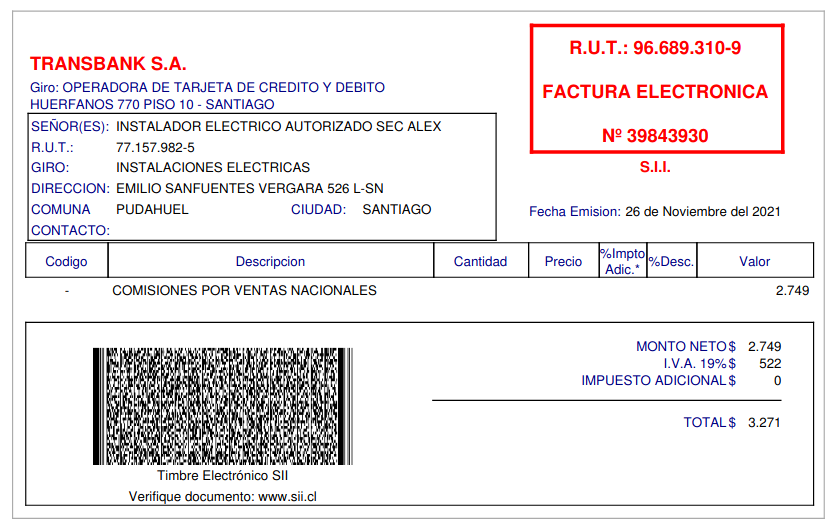 TRANSBANK S.A.
Giro: OPERADORA DE TARJETA DE CREDITO Y DEBITO
HUERFANOS 770 PISO 10 - SANTIAGO
R.U.T.: 96.689.310-9
FACTURA ELECTRONICA
Nº 39843930
S.I.I.
SEÑOR(ES): INSTALADOR ELECTRICO AUTORIZADO SEC ALEX
R.U.T.: 77.157.982-5
GIRO: INSTALACIONES ELECTRICAS
DIRECCION: EMILIO SANFUENTES VERGARA 526 L-SN
COMUNA PUDAHUEL CIUDAD: SANTIAGO
CONTACTO:
Fecha Emision: 26 de Noviembre del 2021
Codigo Descripcion Cantidad Precio %Impto Adic.* %Desc. Valor
- COMISIONES POR VENTAS NACIONALES 2.749
MONTO NETO $ 2.749
I.V.A. 19% $ 522
IMPUESTO ADICIONAL $ 0
TOTAL $ 3.271
Timbre Electrónico SII
Verifique documento: www.sii.cl